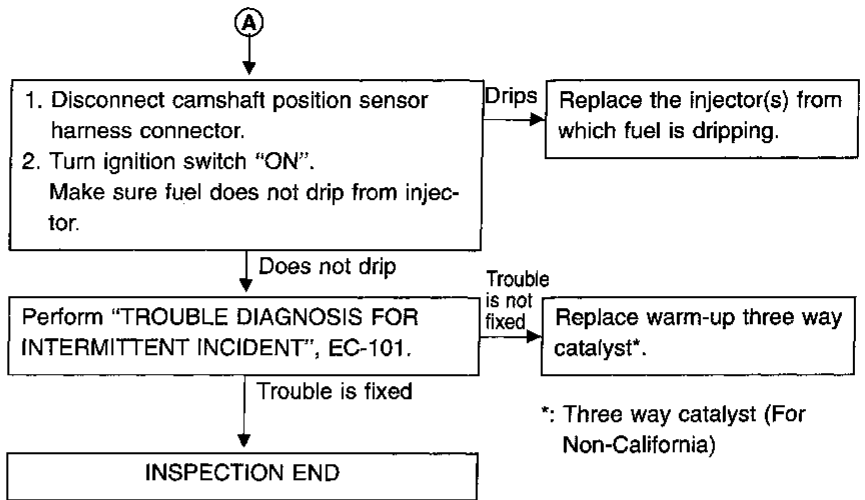 A
1. Disconnect camshaft position sensor
harness connector.
2. Turn ignition switch “ON”.
Make sure fuel does not drip from injec-
tor.
Drips
Replace the injector(s) from
which fuel is dripping.
Does not drip
Perform “TROUBLE DIAGNOSIS FOR
INTERMITTENT INCIDENT”, EC-101.
Trouble
is not
fixed
Replace warm-up three way
catalyst*.
Trouble is fixed
*: Three way catalyst (For
Non-California)
INSPECTION END